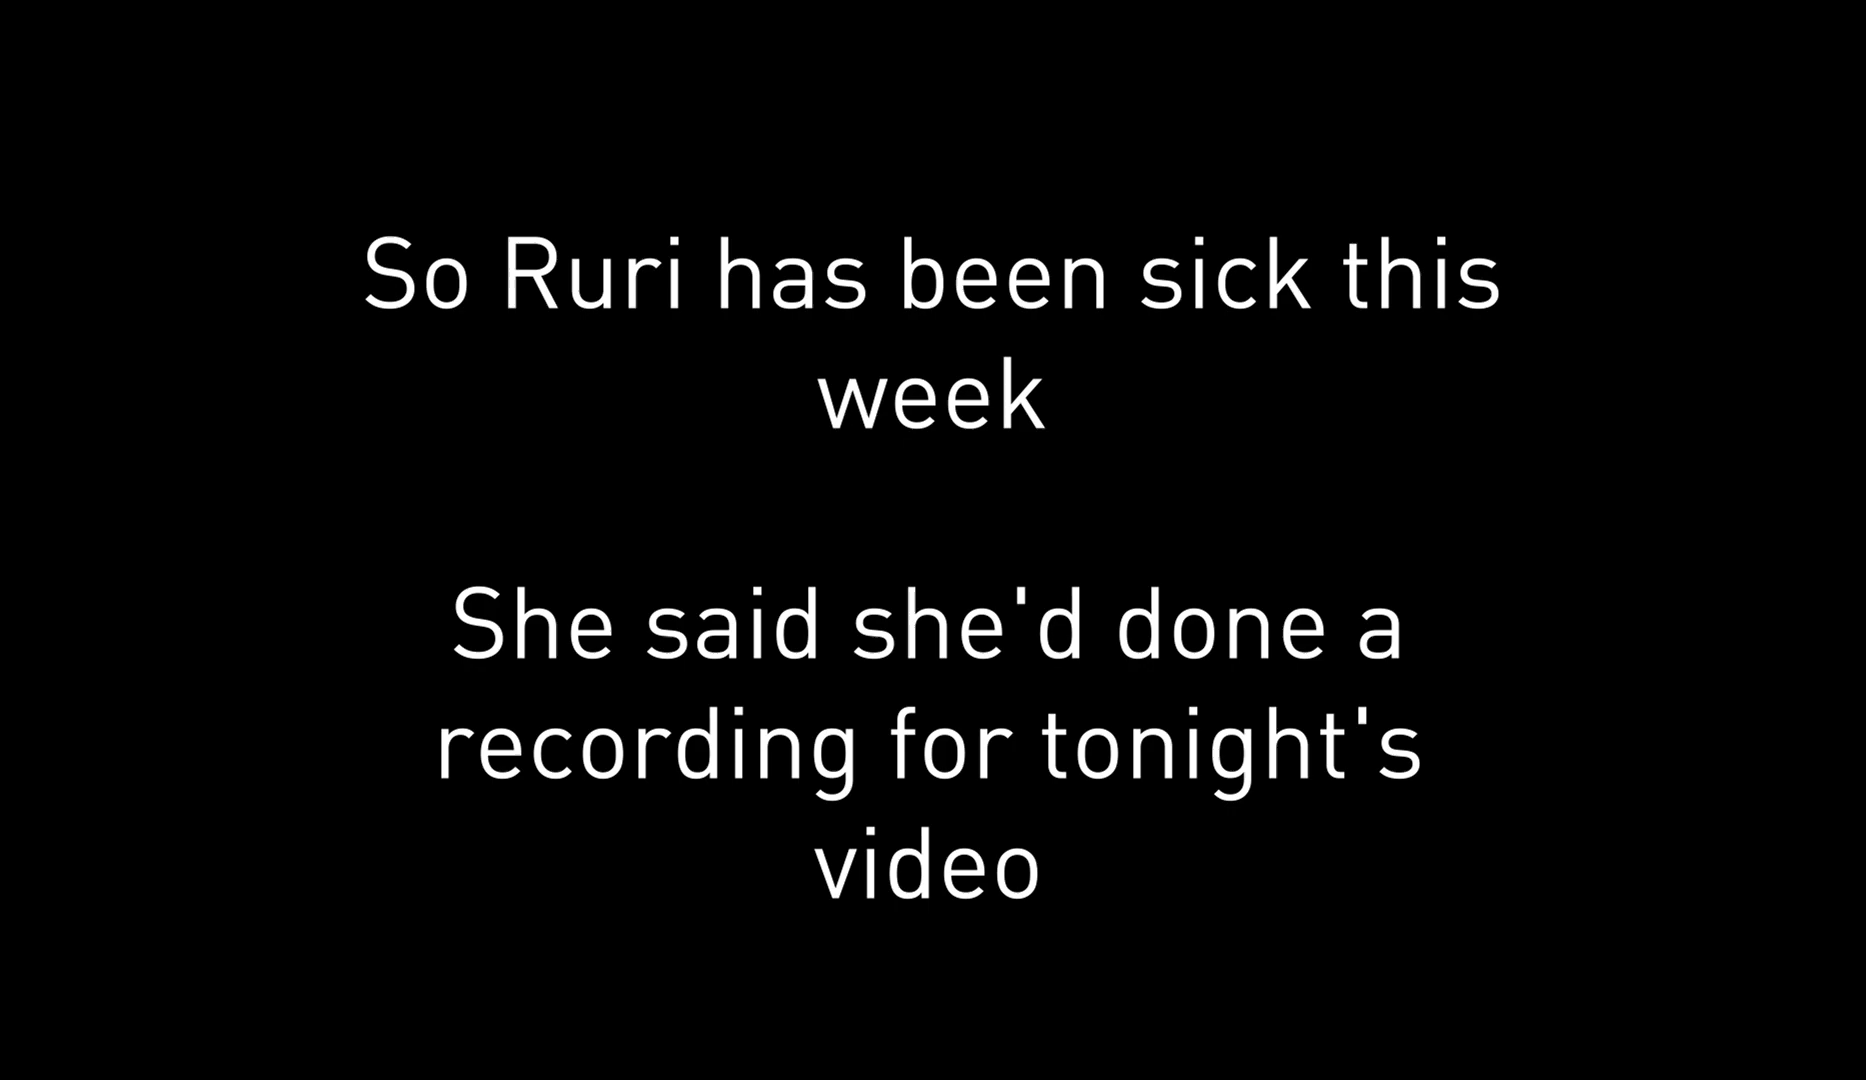 So Ruri has been sick this
week
She said she'd done a
recording for tonight's
video